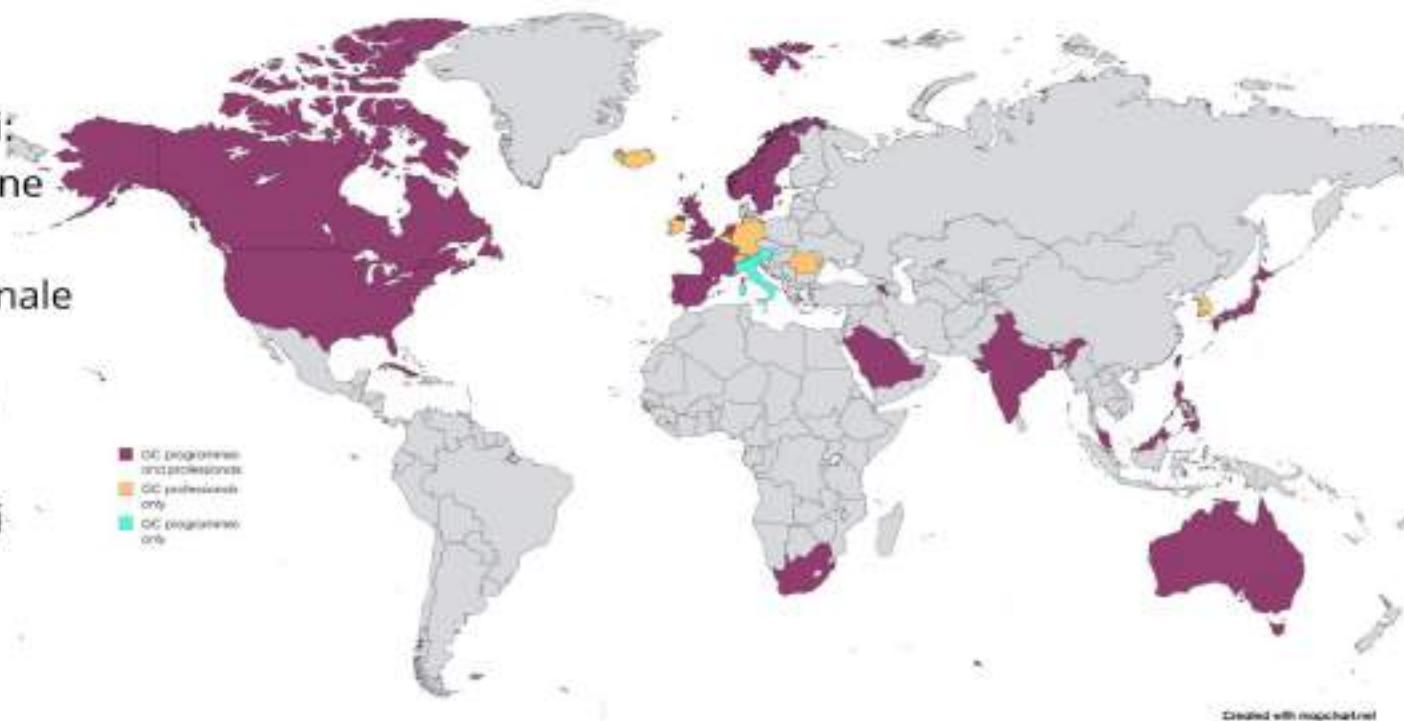 ne
nale
GC programmes
and professionals
GC professionals
only
GC programmes
only
Created with mapchart.net